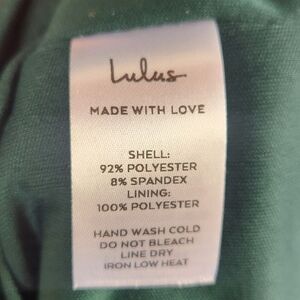 Lulus
MADE WITH LOVE
SHELL:
92% POLYESTER
8% SPANDEX
LINING:
100% POLYESTER
HAND WASH COLD
DO NOT BLEACH
LINE DRY
IRON LOW HEAT